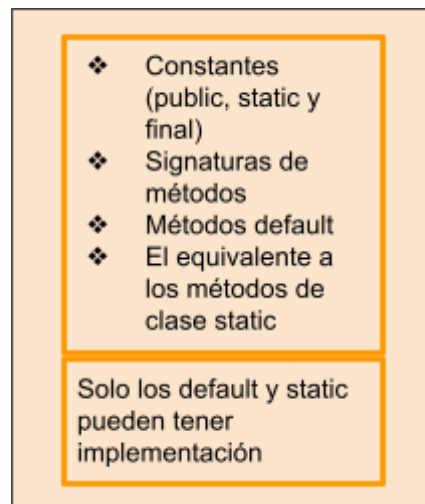 ❖ Constantes
(public, static y
final)
❖ Signaturas de
métodos
❖ Métodos default
❖ El equivalente a
los métodos de
clase static
Solo los default y static
pueden tener
implementación